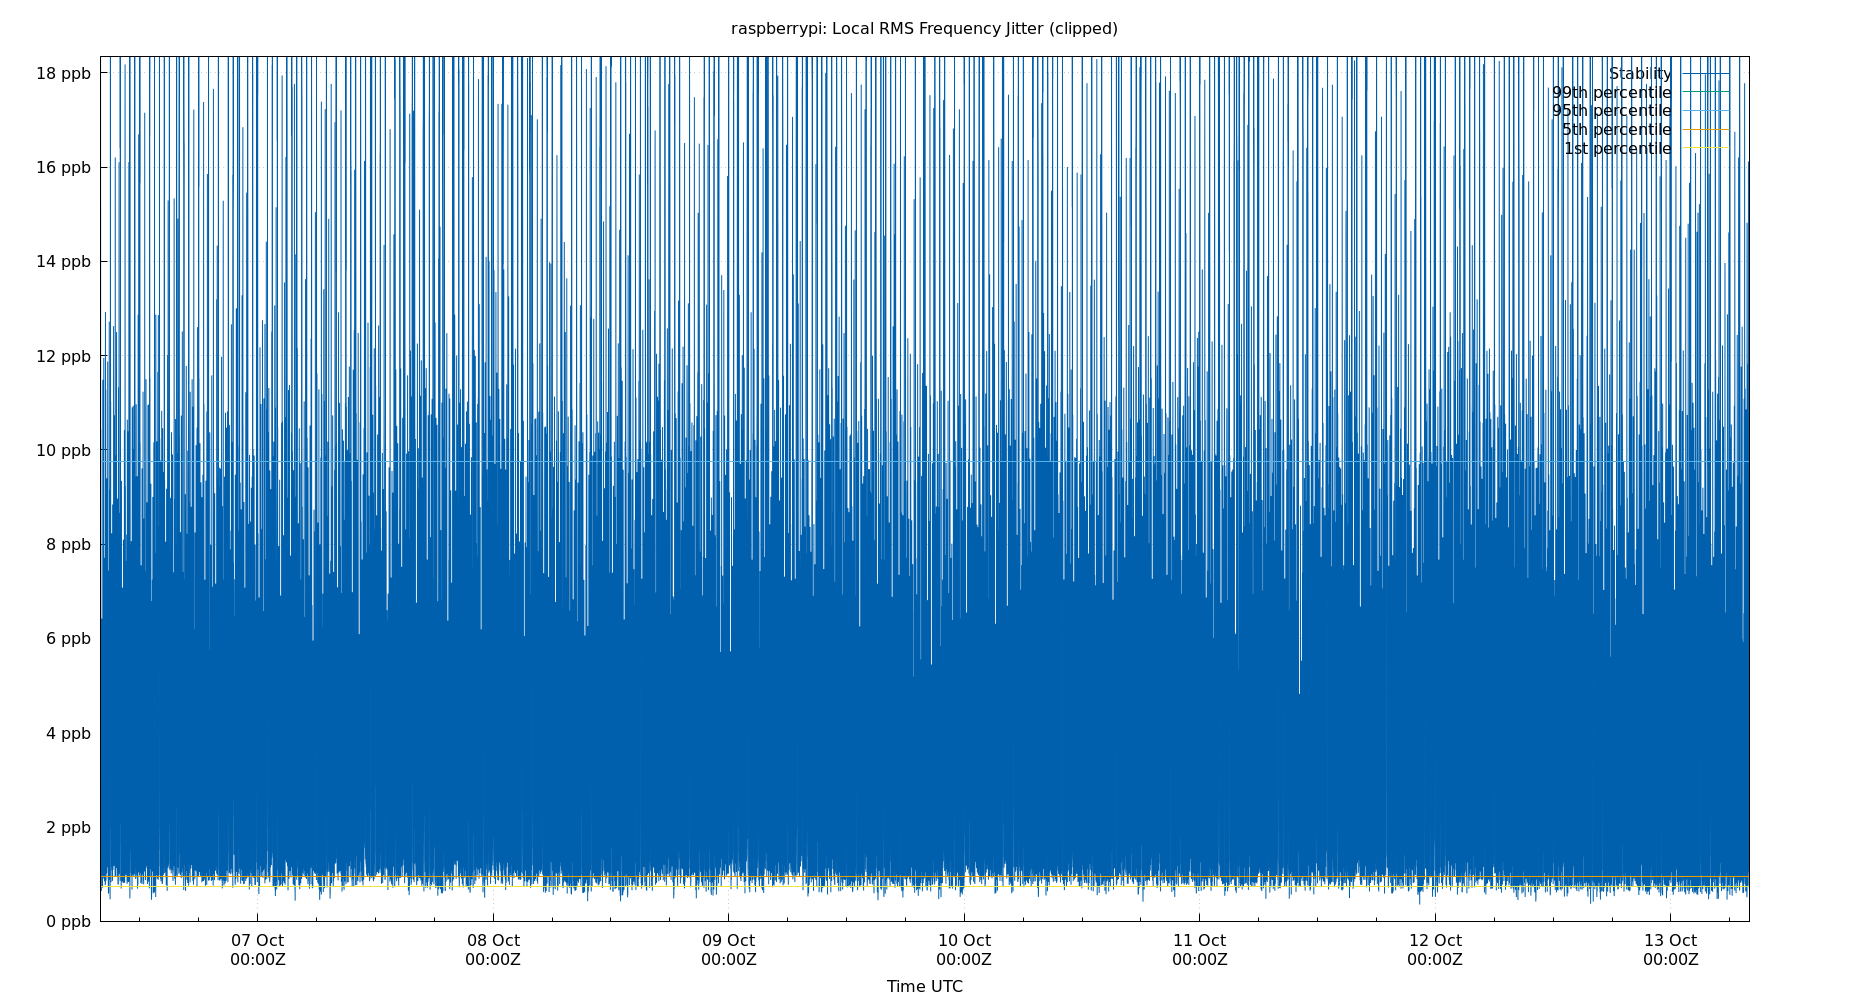 raspberrypi: Local RMS Frequency Jitter (clipped)
18 ppb
16 ppb
14 ppb
12 ppb
10 ppb
8 ppb
6 ppb
4 ppb
2 ppb
0 ppb
Stability
99th percentile
95th percentile
5th percentile
1st percentile
07 Oct
00:00Z
08 Oct
00:00Z
09 Oct
00:00Z
10 Oct
00:00Z
11 Oct
00:00Z
12 Oct
00:00Z
13 Oct
00:00Z
Time UTC